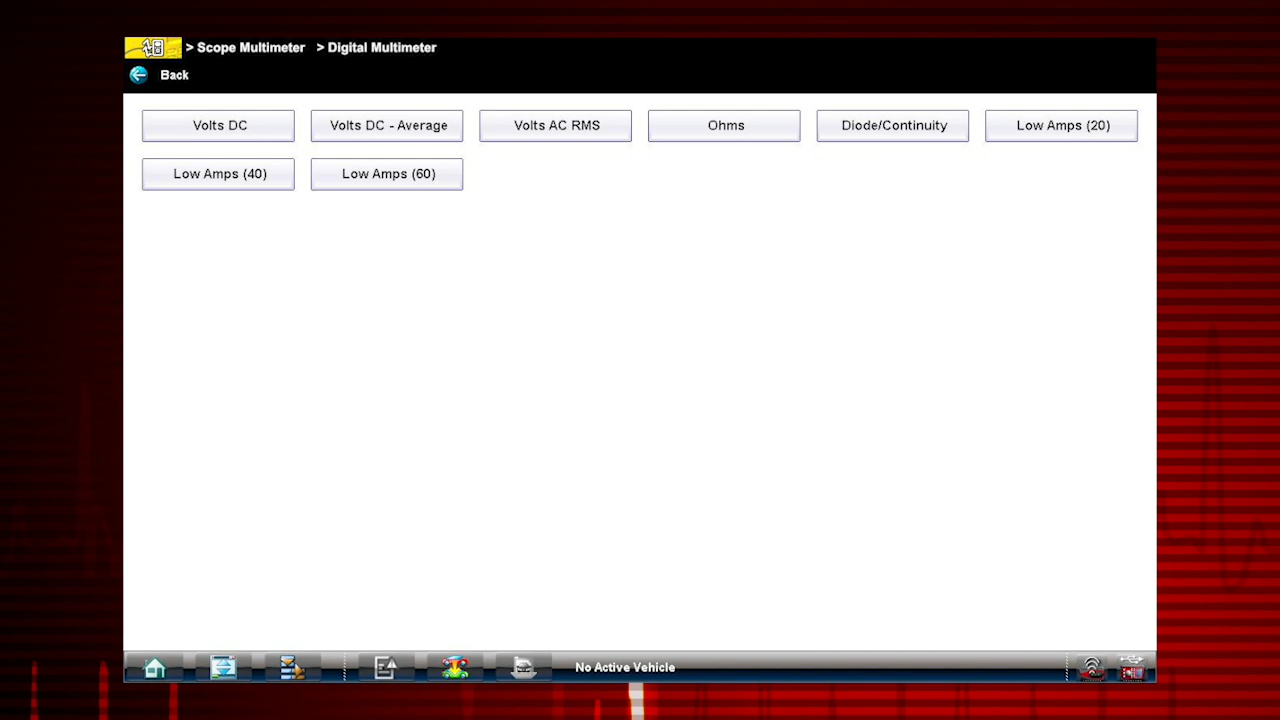 > Scope Multimeter > Digital Multimeter
Back
Volts DC Volts DC - Average Volts AC RMS Ohms Diode/Continuity Low Amps (20)
Low Amps (40) Low Amps (60)
No Active Vehicle